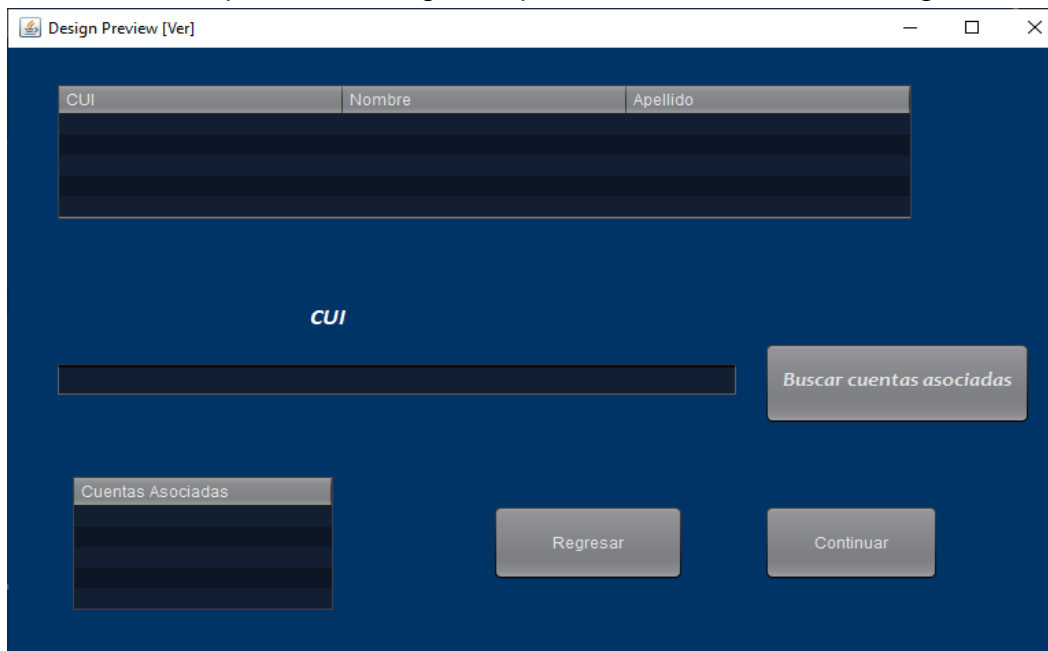 Design Preview [Ver]
CUI Nombre Apellido
CUI
Buscar cuentas asociadas
Cuentas Asociadas
Regresar Continuar